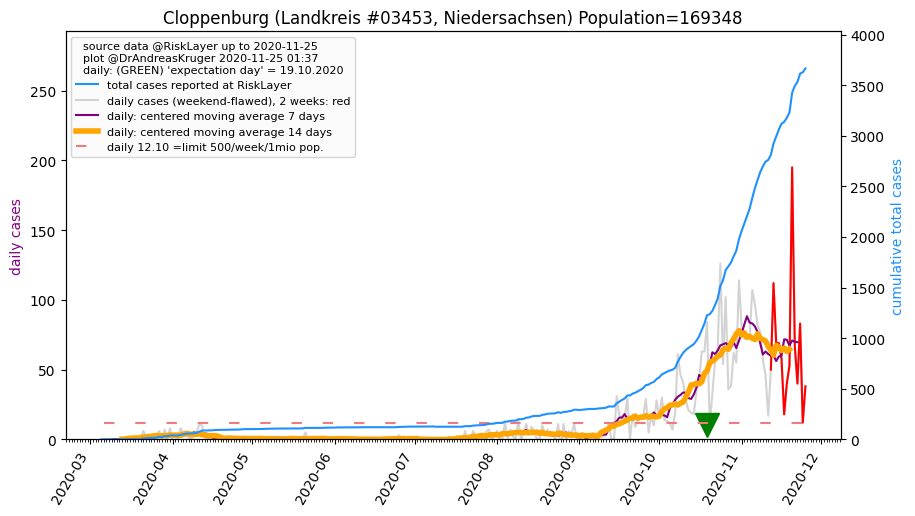 Cloppenburg (Landkreis #03453, Niedersachsen) Population=169348
source data @RiskLayer up to 2020-11-25
plot @DrAndreasKruger 2020-11-25 01:37
daily: (GREEN) 'expectation day' = 19.10.2020
total cases reported at RiskLayer
daily cases (weekend-flawed), 2 weeks: red
daily: centered moving average 7 days
daily: centered moving average 14 days
daily 12.10 =limit 500/week/1mio pop.
daily cases
250
200
150
100
50
0
4000
3500
3000
2500
2000
1500
1000
500
0
cumulative total cases
2020-03
2020-04
2020-05
2020-06
2020-07
2020-08
2020-09
2020-10
2020-11
2020-12